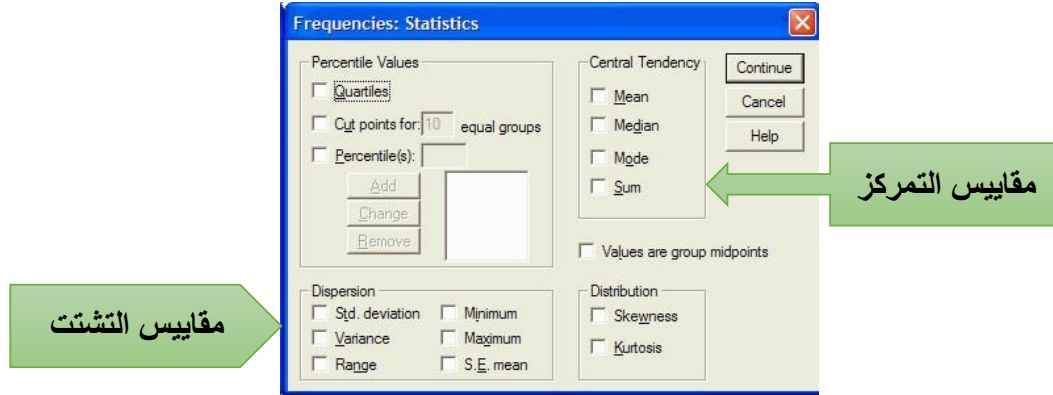 Frequencies: Statistics
Percentile Values
Quartiles
Cut points for: 10 equal groups
Percentile(s):
Add
Change
Remove
Central Tendency
Mean
Median
Mode
Sum
Continue
Cancel
Help
مقاييس التمركز
Values are group midpoints
مقاييس التشتت
Dispersion
Std. deviation
Minimum
Variance
Maximum
Range
S.E. mean
Distribution
Skewness
Kurtosis